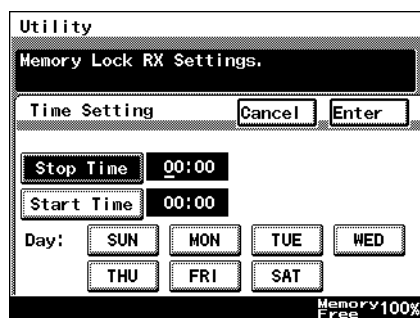 Utility
Memory Lock RX Settings.
Time Setting Cancel Enter
Stop Time 00:00
Start Time 00:00
Day: SUN MON TUE WED
THU FRI SAT
Memory Free 100%